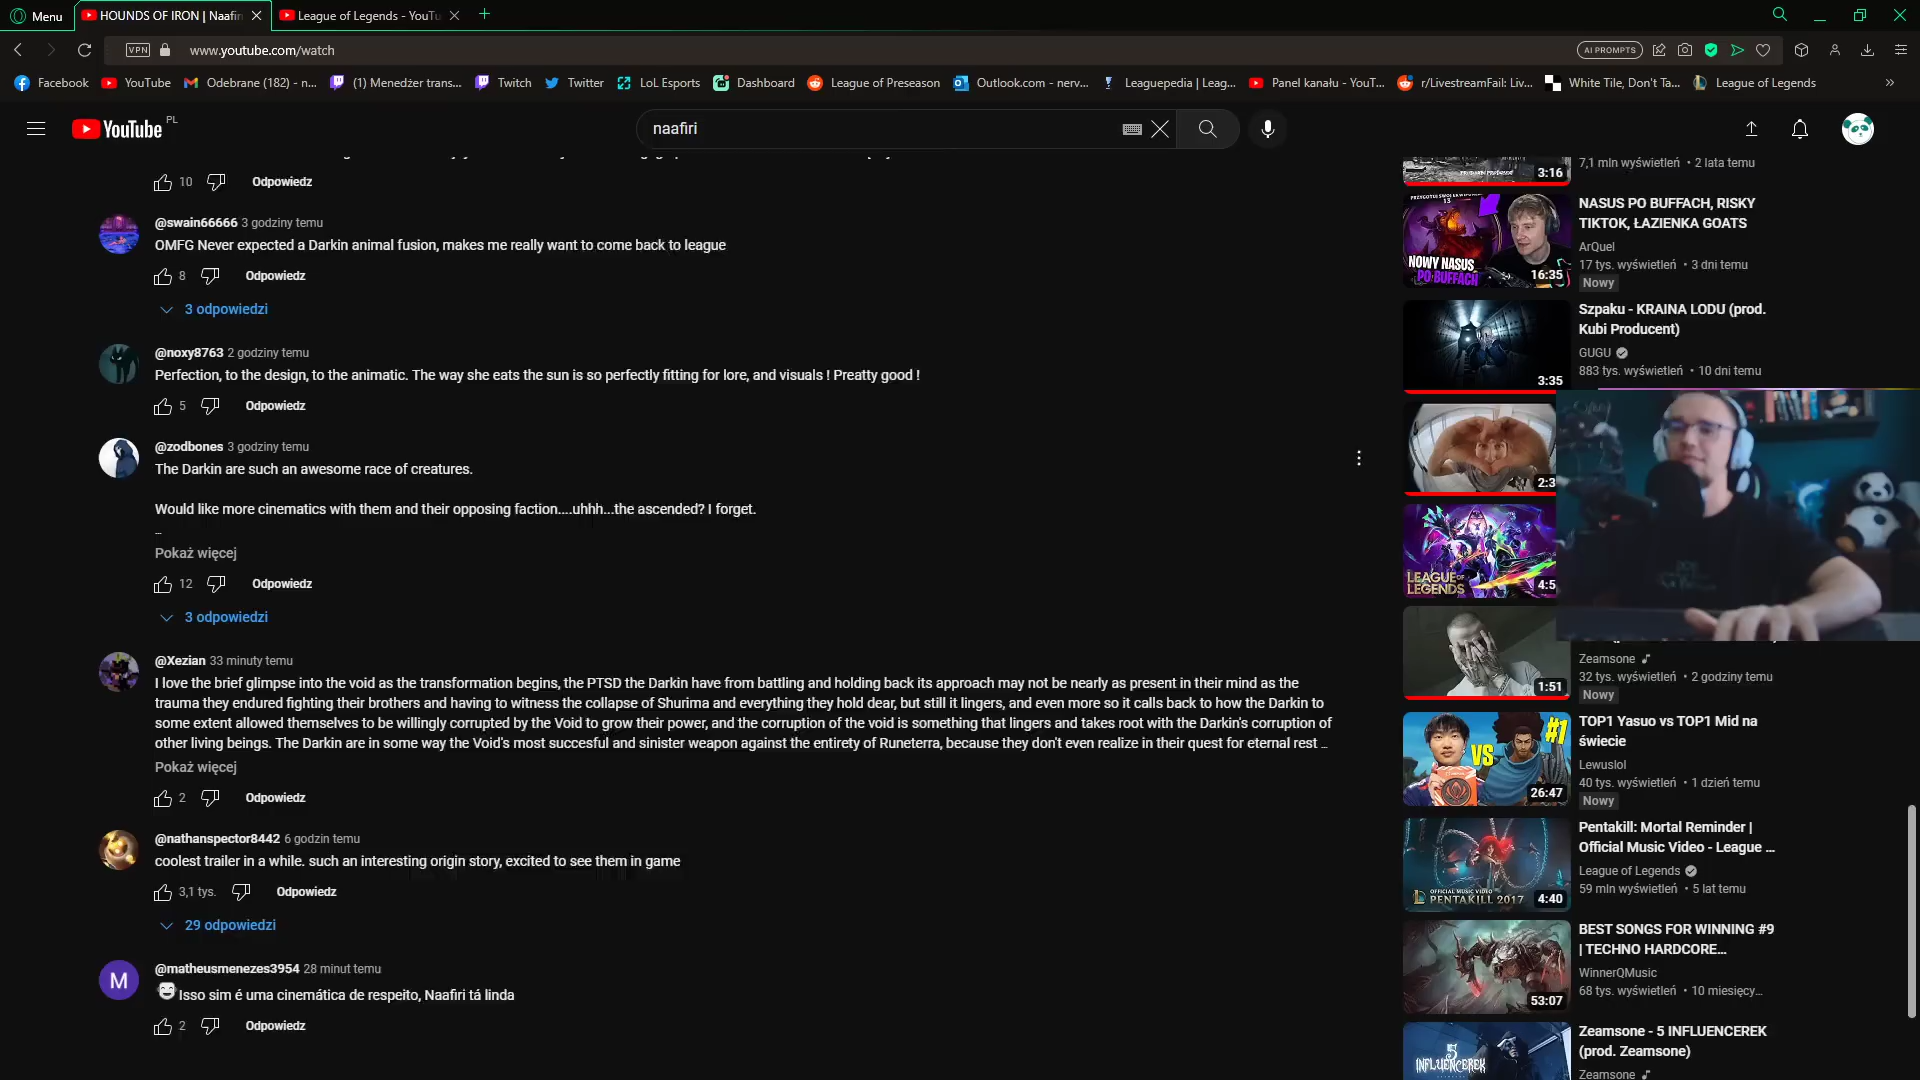 Menu
HOUNDS OF IRON | Naafiri
League of Legends - YouTu
VPN
www.youtube.com/watch
AI PROMPTS
Facebook
YouTube
Odebrane (182) - n...
(1) Menedżer trans...
Twitch
Twitter
LoL Esports
Dashboard
League of Preseason
Outlook.com - nerv...
Leaguepedia | Leag...
Panel kanału - YouT...
r/LivestreamFail: Liv...
White Tile, Don't Ta...
League of Legends
YouTube PL
naafiri
10 Odpowiedz
@swain66666 3 godziny temu
OMFG Never expected a Darkin animal fusion, makes me really want to come back to league
8 Odpowiedz
3 odpowiedzi
@noxy8763 2 godziny temu
Perfection, to the design, to the animatic. The way she eats the sun is so perfectly fitting for lore, and visuals ! Preatty good !
5 Odpowiedz
@zodbones 3 godziny temu
The Darkin are such an awesome race of creatures.
Would like more cinematics with them and their opposing faction....uhhh...the ascended? I forget.
...
Pokaż więcej
12 Odpowiedz
3 odpowiedzi
@Xezian 33 minuty temu
I love the brief glimpse into the void as the transformation begins, the PTSD the Darkin have from battling and holding back its approach may not be nearly as present in their mind as the
trauma they endured fighting their brothers and having to witness the collapse of Shurima and everything they hold dear, but still it lingers, and even more so it calls back to how the Darkin to
some extent allowed themselves to be willingly corrupted by the Void to grow their power, and the corruption of the void is something that lingers and takes root with the Darkin's corruption of
other living beings. The Darkin are in some way the Void's most succesful and sinister weapon against the entirety of Runeterra, because they don't even realize in their quest for eternal rest ...
Pokaż więcej
2 Odpowiedz
@nathanspector8442 6 godzin temu
coolest trailer in a while. such an interesting origin story, excited to see them in game
3,1 tys. Odpowiedz
29 odpowiedzi
M
@matheusmenezes3954 28 minut temu
Isso sim é uma cinemática de respeito, Naafiri tá linda
2 Odpowiedz
3:16
7,1 mln wyświetleń • 2 lata temu
13
NOWY NASUS
PO BUFFACH
16:35
NASUS PO BUFFACH, RISKY
TIKTOK, ŁAZIENKA GOATS
ArQuel
17 tys. wyświetleń • 3 dni temu
Nowy
3:35
Szpaku - KRAINA LODU (prod.
Kubi Producent)
GUGU
883 tys. wyświetleń • 10 dni temu
2:3
LEAGUE OF
LEGENDS
4:5
1:51
Zeamsone
32 tys. wyświetleń • 2 godziny temu
Nowy
VS
#1
26:47
TOP1 Yasuo vs TOP1 Mid na
świecie
Lewuslol
40 tys. wyświetleń • 1 dzień temu
Nowy
OFFICIAL MUSIC VIDEO
PENTAKILL 2017
4:40
Pentakill: Mortal Reminder |
Official Music Video - League ...
League of Legends
59 mln wyświetleń • 5 lat temu
53:07
BEST SONGS FOR WINNING #9
| TECHNO HARDCORE...
WinnerQMusic
68 tys. wyświetleń • 10 miesięcy...
5
INFLUENCEREK
Zeamsone - 5 INFLUENCEREK
(prod. Zeamsone)
Zeamsone